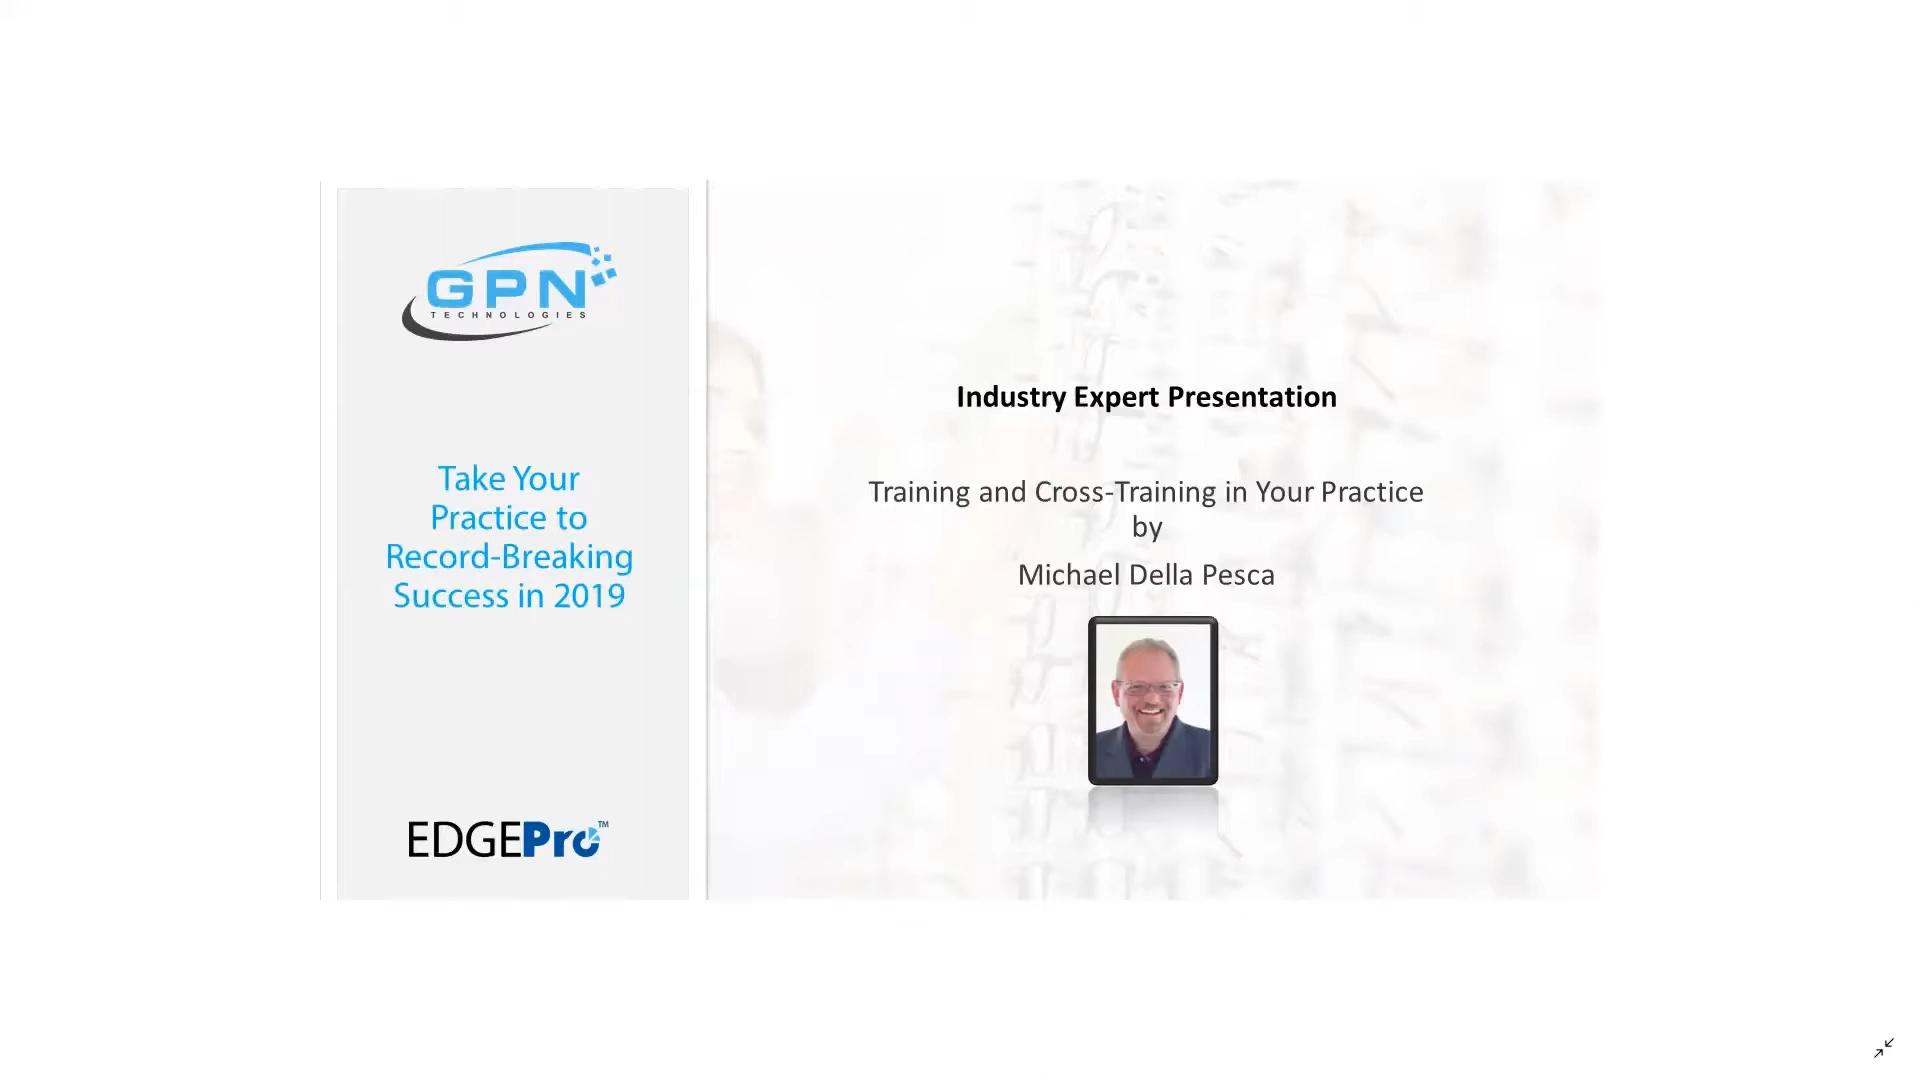 GPN
TECHNOLOGIES
Take Your
Practice to
Record-Breaking
Success in 2019
EDGEPro™
Industry Expert Presentation
Training and Cross-Training in Your Practice
by
Michael Della Pesca